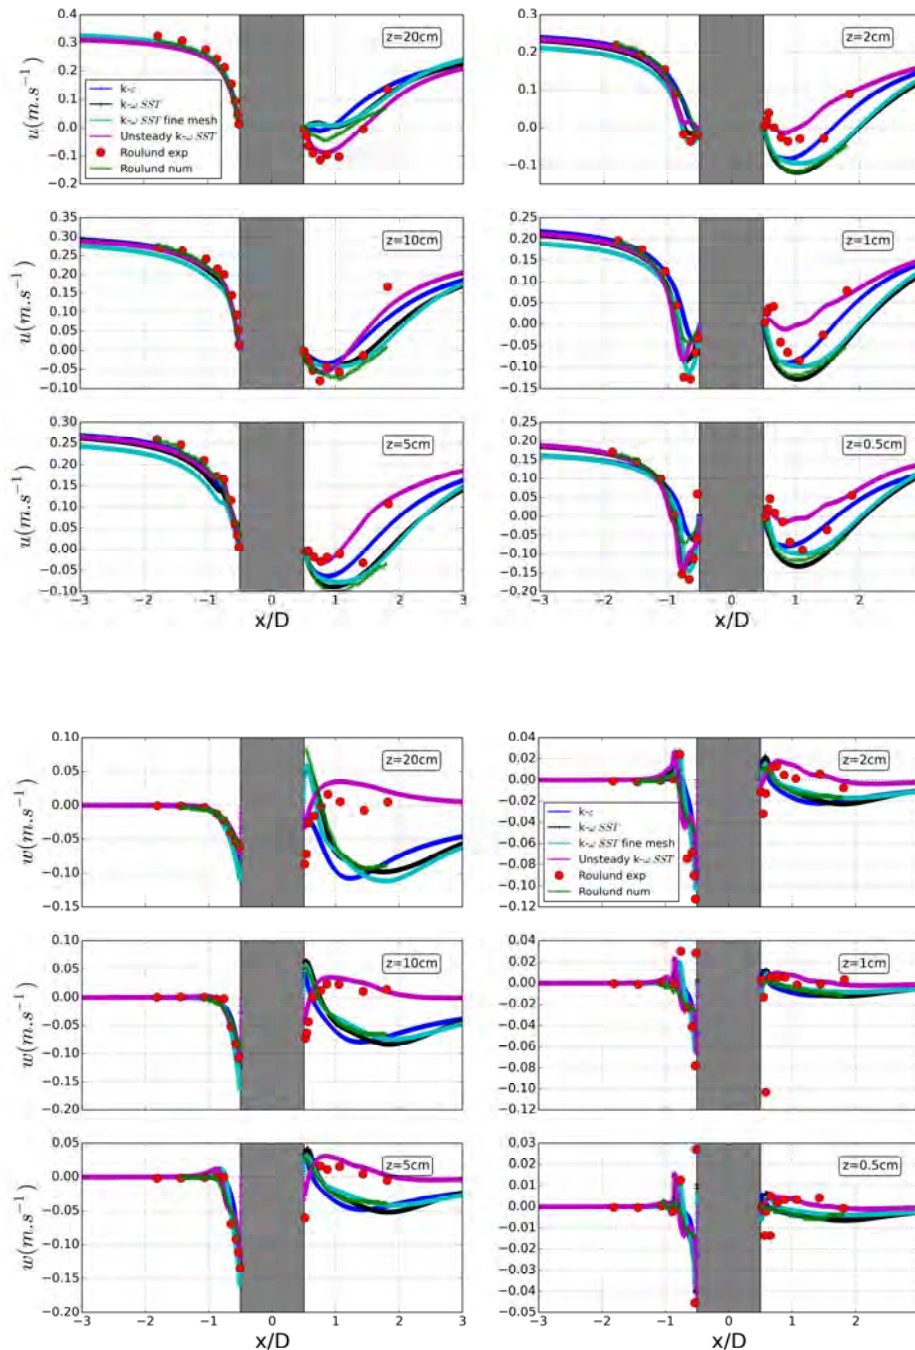 0.4
0.3
0.2
0.1
0.0
−0.1
−0.2
u(m.s⁻¹)
z=20cm
k-ε
k-ω SST
k-ω SST fine mesh
Unsteady k-ω SST
Roulund exp
Roulund num
0.3
0.2
0.1
0.0
−0.1
z=2cm
0.35
0.30
0.25
0.20
0.15
0.10
0.05
0.00
−0.05
−0.10
u(m.s⁻¹)
z=10cm
0.25
0.20
0.15
0.10
0.05
0.00
−0.05
−0.10
−0.15
z=1cm
0.30
0.25
0.20
0.15
0.10
0.05
0.00
−0.05
−0.10
u(m.s⁻¹)
z=5cm
−3 −2 −1 0 1 2 3
x/D
0.25
0.20
0.15
0.10
0.05
0.00
−0.05
−0.10
−0.15
−0.20
z=0.5cm
−3 −2 −1 0 1 2
x/D
0.10
0.05
0.00
−0.05
−0.10
−0.15
w(m.s⁻¹)
z=20cm
0.04
0.02
0.00
−0.02
−0.04
−0.06
−0.08
−0.10
−0.12
z=2cm
k-ε
k-ω SST
k-ω SST fine mesh
Unsteady k-ω SST
Roulund exp
Roulund num
0.10
0.05
0.00
−0.05
−0.10
−0.15
−0.20
w(m.s⁻¹)
z=10cm
0.04
0.02
0.00
−0.02
−0.04
−0.06
−0.08
−0.10
−0.12
z=1cm
0.05
0.00
−0.05
−0.10
−0.15
−0.20
w(m.s⁻¹)
z=5cm
−3 −2 −1 0 1 2 3
x/D
0.03
0.02
0.01
0.00
−0.01
−0.02
−0.03
−0.04
−0.05
z=0.5cm
−3 −2 −1 0 1 2
x/D